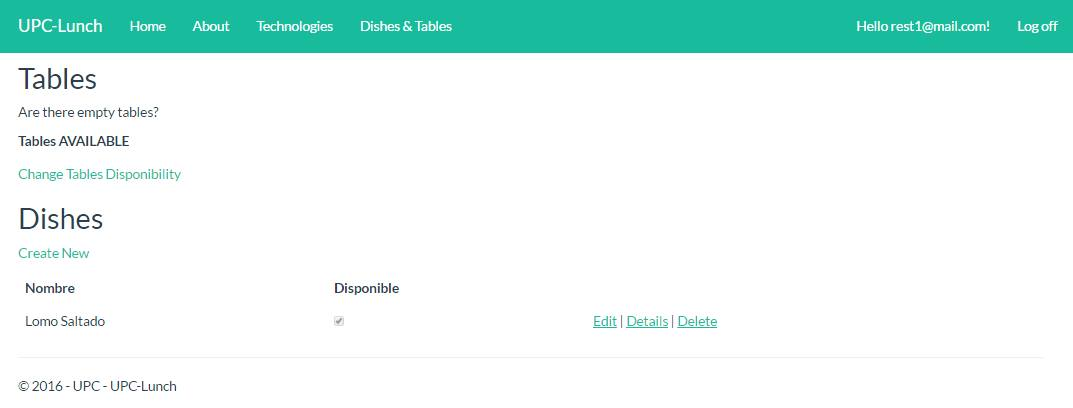 UPC-Lunch Home About Technologies Dishes & Tables Hello rest1@mail.com! Log off
Tables
Are there empty tables?
Tables AVAILABLE
Change Tables Disponibility
Dishes
Create New
Nombre Disponible
Lomo Saltado Edit | Details | Delete
© 2016 - UPC - UPC-Lunch